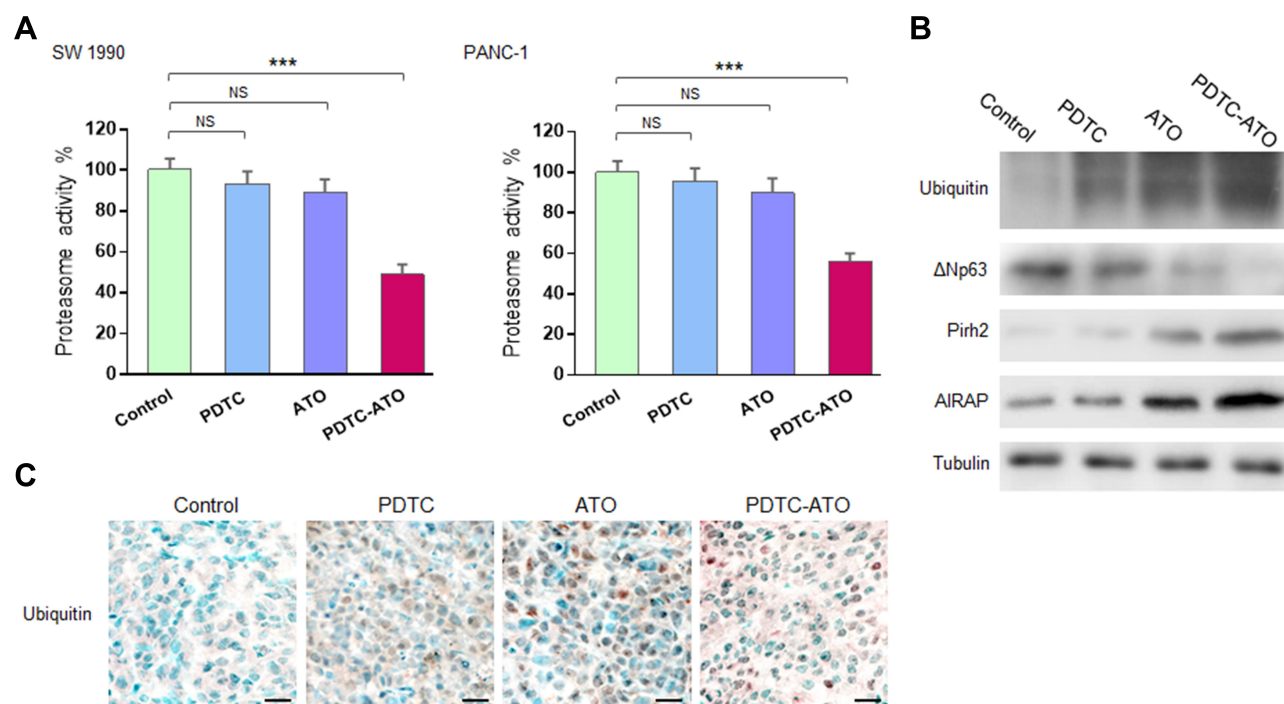 A
SW 1990
***
NS
NS
Proteasome activity %
120
100
80
60
40
20
0
Control
PDTC
ATO
PDTC-ATO
PANC-1
***
NS
NS
Proteasome activity %
120
100
80
60
40
20
0
Control
PDTC
ATO
PDTC-ATO
B
Control
PDTC
ATO
PDTC-ATO
Ubiquitin
ΔNp63
Pirh2
AIRAP
Tubulin
C
Control
PDTC
ATO
PDTC-ATO
Ubiquitin